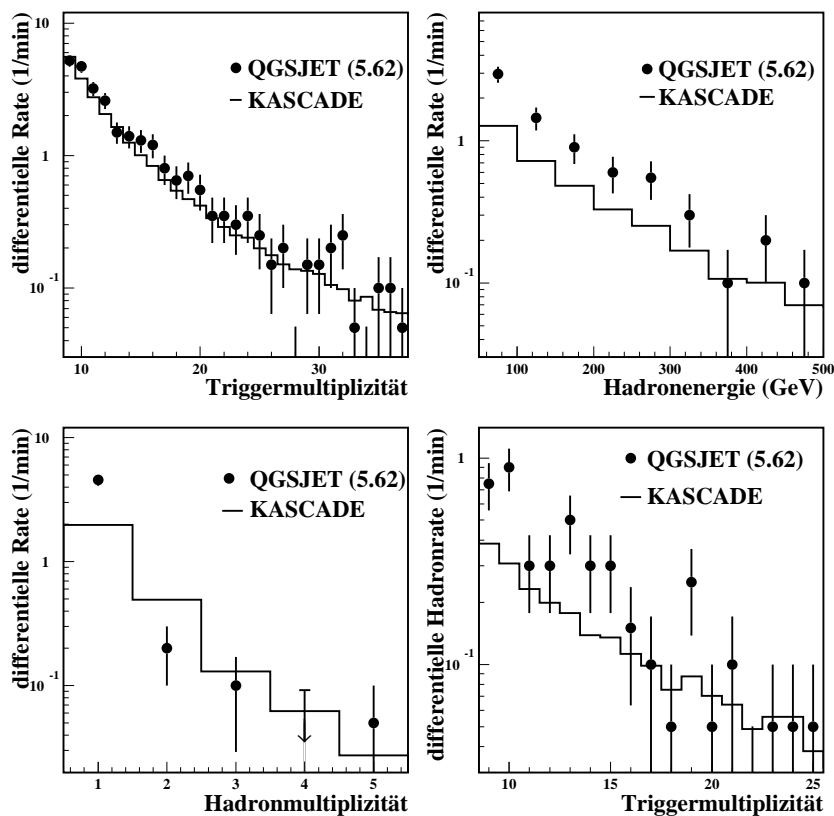 differentielle Rate (1/min)
10
1
10 -1
QGSJET (5.62)
KASCADE
10 20 30
Triggermultiplizität
differentielle Rate (1/min)
1
10 -1
QGSJET (5.62)
KASCADE
100 200 300 400 500
Hadronenergie (GeV)
differentielle Rate (1/min)
10
1
10 -1
QGSJET (5.62)
KASCADE
1 2 3 4 5
Hadronmultiplizität
differentielle Hadronrate (1/min)
1
10 -1
QGSJET (5.62)
KASCADE
10 15 20 25
Triggermultiplizität